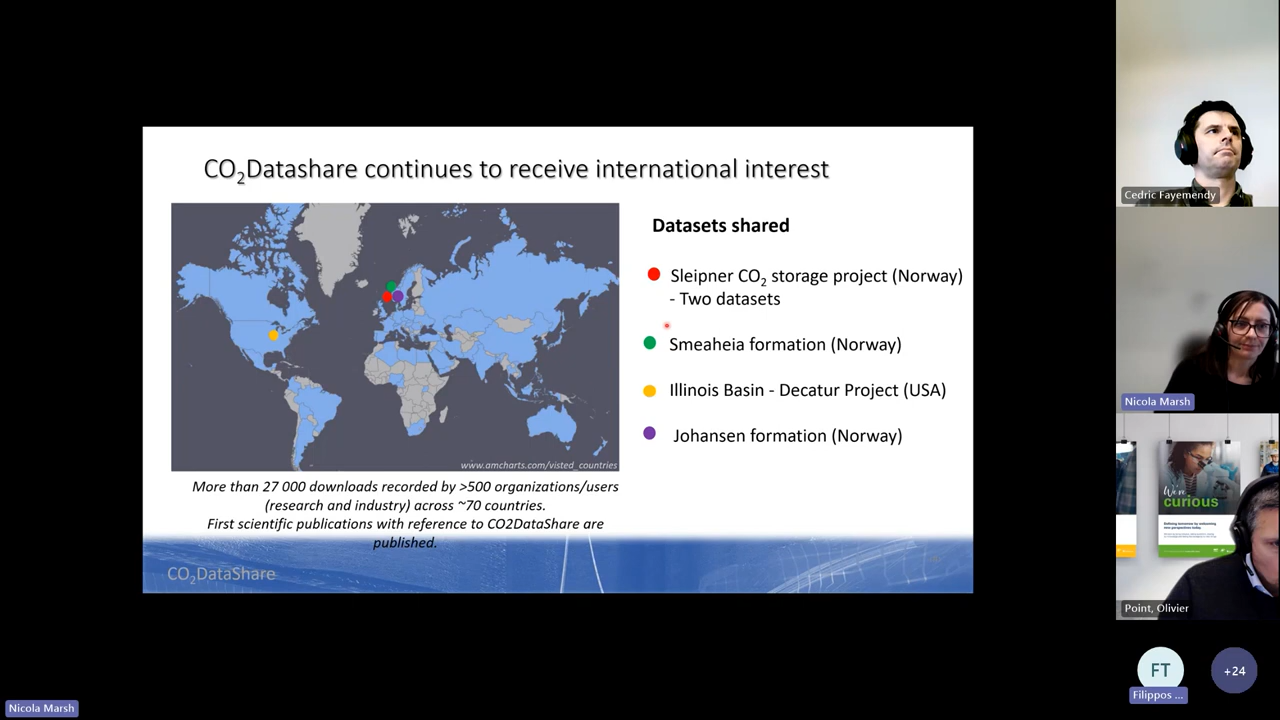 CO₂Datashare continues to receive international interest
www.amcharts.com/visted_countries
More than 27 000 downloads recorded by >500 organizations/users
(research and industry) across ~70 countries.
First scientific publications with reference to CO2DataShare are
published.
Datasets shared
Sleipner CO₂ storage project (Norway)
- Two datasets
Smeaheia formation (Norway)
Illinois Basin - Decatur Project (USA)
Johansen formation (Norway)
CO₂DataShare
Cedric Fayemendy
Nicola Marsh
We're
curious
Point, Olivier
FT
Filippos ...
+24
Nicola Marsh